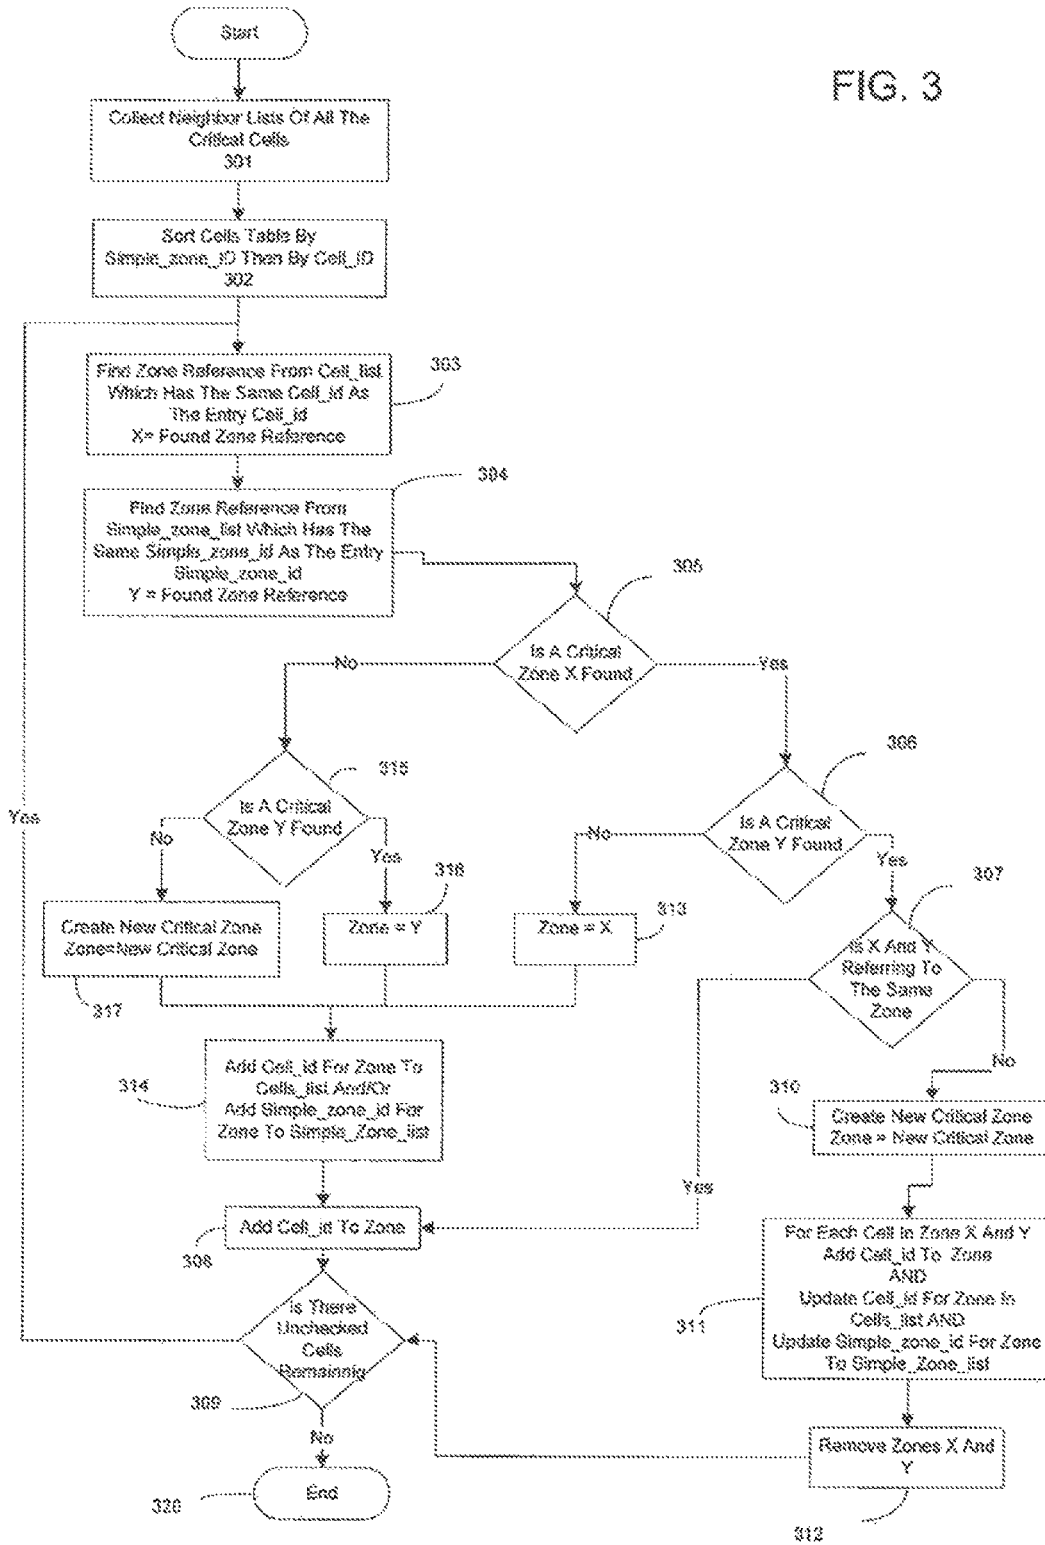 Start
FIG. 3
Collect Neighbor Lists Of All The
Critical Cells
301
Sort Cells Table By
Simple_zone_ID Then By Cell_ID
302
Find Zone Reference From Cell_list
Which Has The Same Cell_id As
The Entry Cell_id
X= Found Zone Reference
303
304
Find Zone Reference From
Simple_zone_list Which Has The
Same Simple_zone_id As The Entry
Simple_zone_id
Y = Found Zone Reference
305
Is A Critical
Zone X Found
No
Yes
315
Is A Critical
Zone Y Found
No
Yes
306
Is A Critical
Zone Y Found
No
Yes
Yes
316
307
Create New Critical Zone
Zone=New Critical Zone
317
Zone = Y
Zone = X
313
Is X And Y
Referring To
The Same
Zone
No
Yes
314
Add Cell_id For Zone To
Cells_list And/Or
Add Simple_zone_id For
Zone To Simple_Zone_list
310
Create New Critical Zone
Zone = New Critical Zone
Add Cell_id To Zone
308
For Each Cell In Zone X And Y
Add Cell_id To Zone
AND
Update Cell_id For Zone In
Cells_list AND
Update Simple_zone_id For Zone
To Simple_Zone_list
311
Is There
Unchecked
Cells
Remainnig
309
No
Remove Zones X And
Y
312
End
320